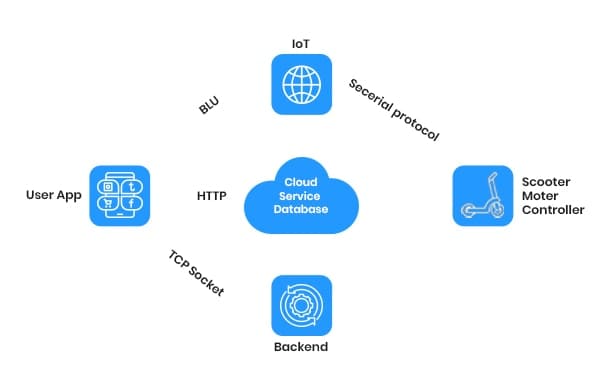 IoT
BLU
Secerial protocol
User App
HTTP
Cloud
Service
Database
Scooter
Moter
Controller
TCP Socket
Backend